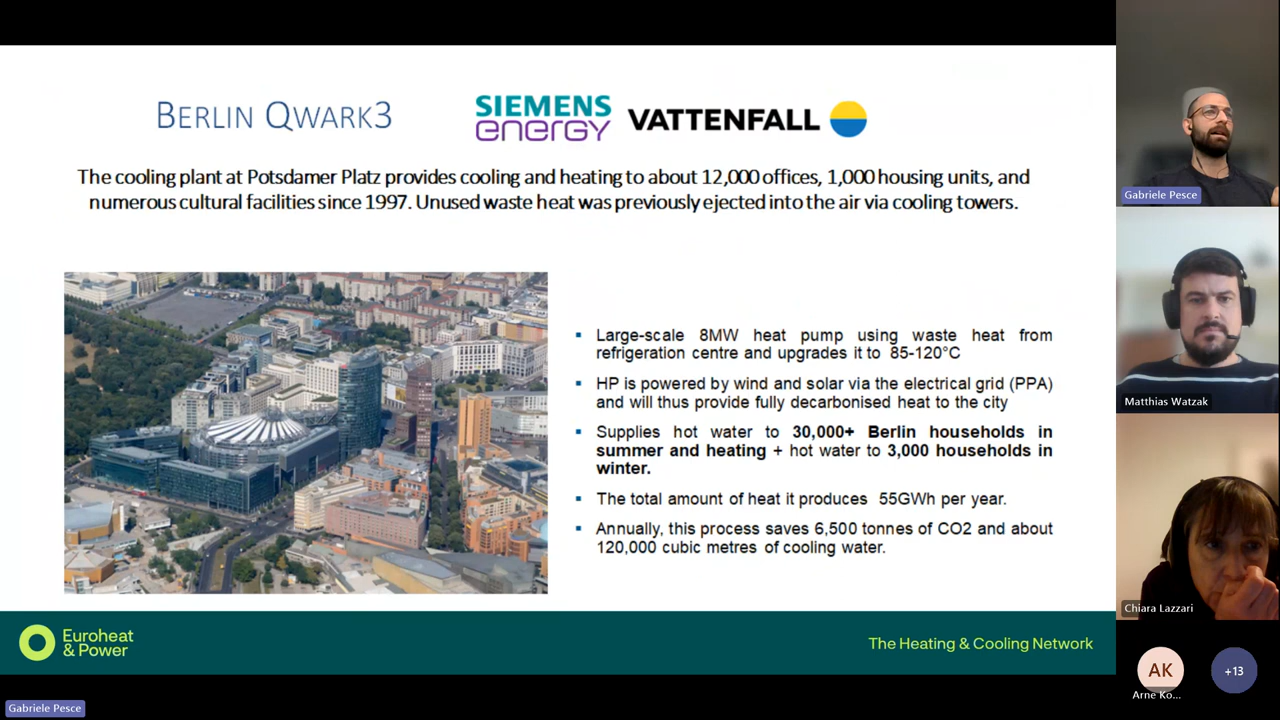 BERLIN QWARK3
SIEMENS
energy
VATTENFALL
The cooling plant at Potsdamer Platz provides cooling and heating to about 12,000 offices, 1,000 housing units, and
numerous cultural facilities since 1997. Unused waste heat was previously ejected into the air via cooling towers.
▪ Large-scale 8MW heat pump using waste heat from
refrigeration centre and upgrades it to 85-120°C
▪ HP is powered by wind and solar via the electrical grid (PPA)
and will thus provide fully decarbonised heat to the city
▪ Supplies hot water to 30,000+ Berlin households in
summer and heating + hot water to 3,000 households in
winter.
▪ The total amount of heat it produces 55GWh per year.
▪ Annually, this process saves 6,500 tonnes of CO2 and about
120,000 cubic metres of cooling water.
Euroheat
& Power
The Heating & Cooling Network
Gabriele Pesce
Gabriele Pesce
Matthias Watzak
Chiara Lazzari
AK
Arne Ko...
+13